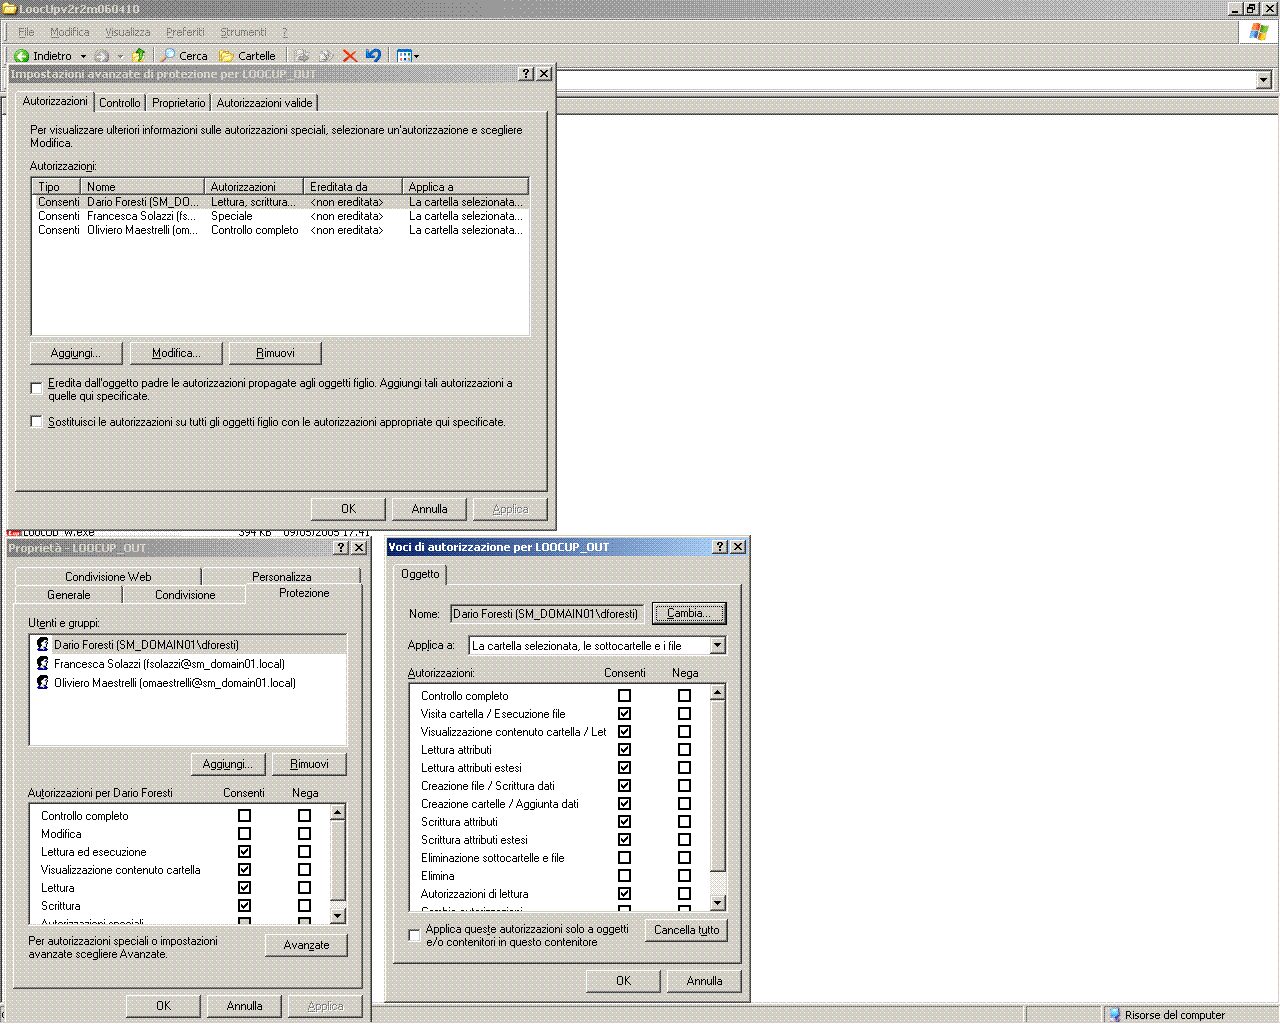 LoocUpv2r2m060410
File Modifica Visualizza Preferiti Strumenti ?
Indietro Cerca Cartelle
Impostazioni avanzate di protezione per LOOCUP_OUT
Autorizzazioni Controllo Proprietario Autorizzazioni valide
Per visualizzare ulteriori informazioni sulle autorizzazioni speciali, selezionare un'autorizzazione e scegliere
Modifica.
Autorizzazioni:
Tipo Nome Autorizzazioni Ereditata da Applica a
Consenti Dario Foresti (SM_DO... Lettura, scrittura... <non ereditata> La cartella selezionata...
Consenti Francesca Solazzi (fs... Speciale <non ereditata> La cartella selezionata...
Consenti Oliviero Maestrelli (om... Controllo completo <non ereditata> La cartella selezionata...
Aggiungi... Modifica... Rimuovi
Eredita dall'oggetto padre le autorizzazioni propagate agli oggetti figlio. Aggiungi tali autorizzazioni a
quelle qui specificate.
Sostituisci le autorizzazioni su tutti gli oggetti figlio con le autorizzazioni appropriate qui specificate.
OK Annulla Applica
LoocUp_w.exe 394 KB 09/05/2005 17.41
Proprietà - LOOCUP_OUT
Condivisione Web Personalizza
Generale Condivisione Protezione
Utenti e gruppi:
Dario Foresti (SM_DOMAIN01\dforesti)
Francesca Solazzi (fsolazzi@sm_domain01.local)
Oliviero Maestrelli (omaestrelli@sm_domain01.local)
Aggiungi... Rimuovi
Autorizzazioni per Dario Foresti Consenti Nega
Controllo completo
Modifica
Lettura ed esecuzione
Visualizzazione contenuto cartella
Lettura
Scrittura
Autorizzazioni speciali
Per autorizzazioni speciali o impostazioni
avanzate scegliere Avanzate.
Avanzate
OK Annulla Applica
Voci di autorizzazione per LOOCUP_OUT
Oggetto
Nome: Dario Foresti (SM_DOMAIN01\dforesti) Cambia...
Applica a: La cartella selezionata, le sottocartelle e i file
Autorizzazioni: Consenti Nega
Controllo completo
Visita cartella / Esecuzione file
Visualizzazione contenuto cartella / Let
Lettura attributi
Lettura attributi estesi
Creazione file / Scrittura dati
Creazione cartelle / Aggiunta dati
Scrittura attributi
Scrittura attributi estesi
Eliminazione sottocartelle e file
Elimina
Autorizzazioni di lettura
Cambio autorizzazioni
Applica queste autorizzazioni solo a oggetti
e/o contenitori in questo contenitore
Cancella tutto
OK Annulla
Risorse del computer